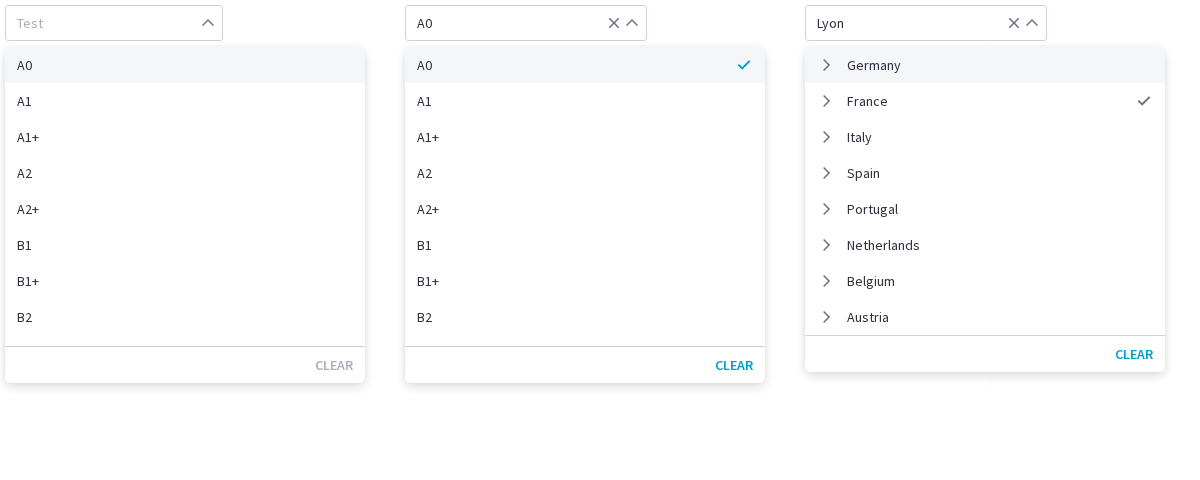 Test
A0
A1
A1+
A2
A2+
B1
B1+
B2
CLEAR
A0
A0
A1
A1+
A2
A2+
B1
B1+
B2
CLEAR
Lyon
Germany
France
Italy
Spain
Portugal
Netherlands
Belgium
Austria
CLEAR